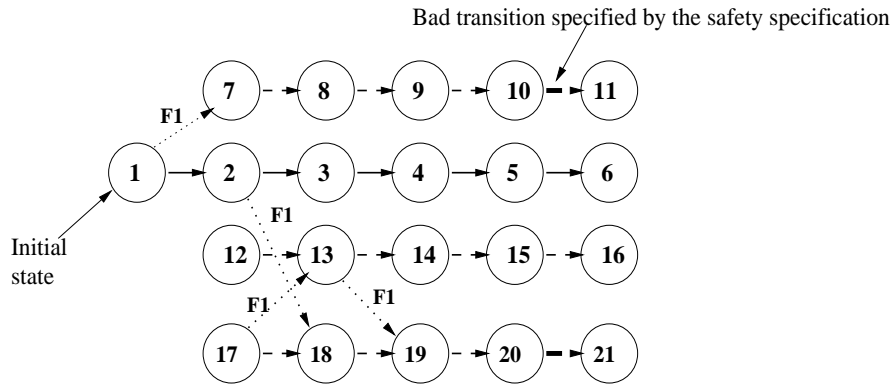 Bad transition specified by the safety specification
7 8 9 10 11
F1
1 2 3 4 5 6
F1
Initial
state
12 13 14 15 16
F1 F1
17 18 19 20 21